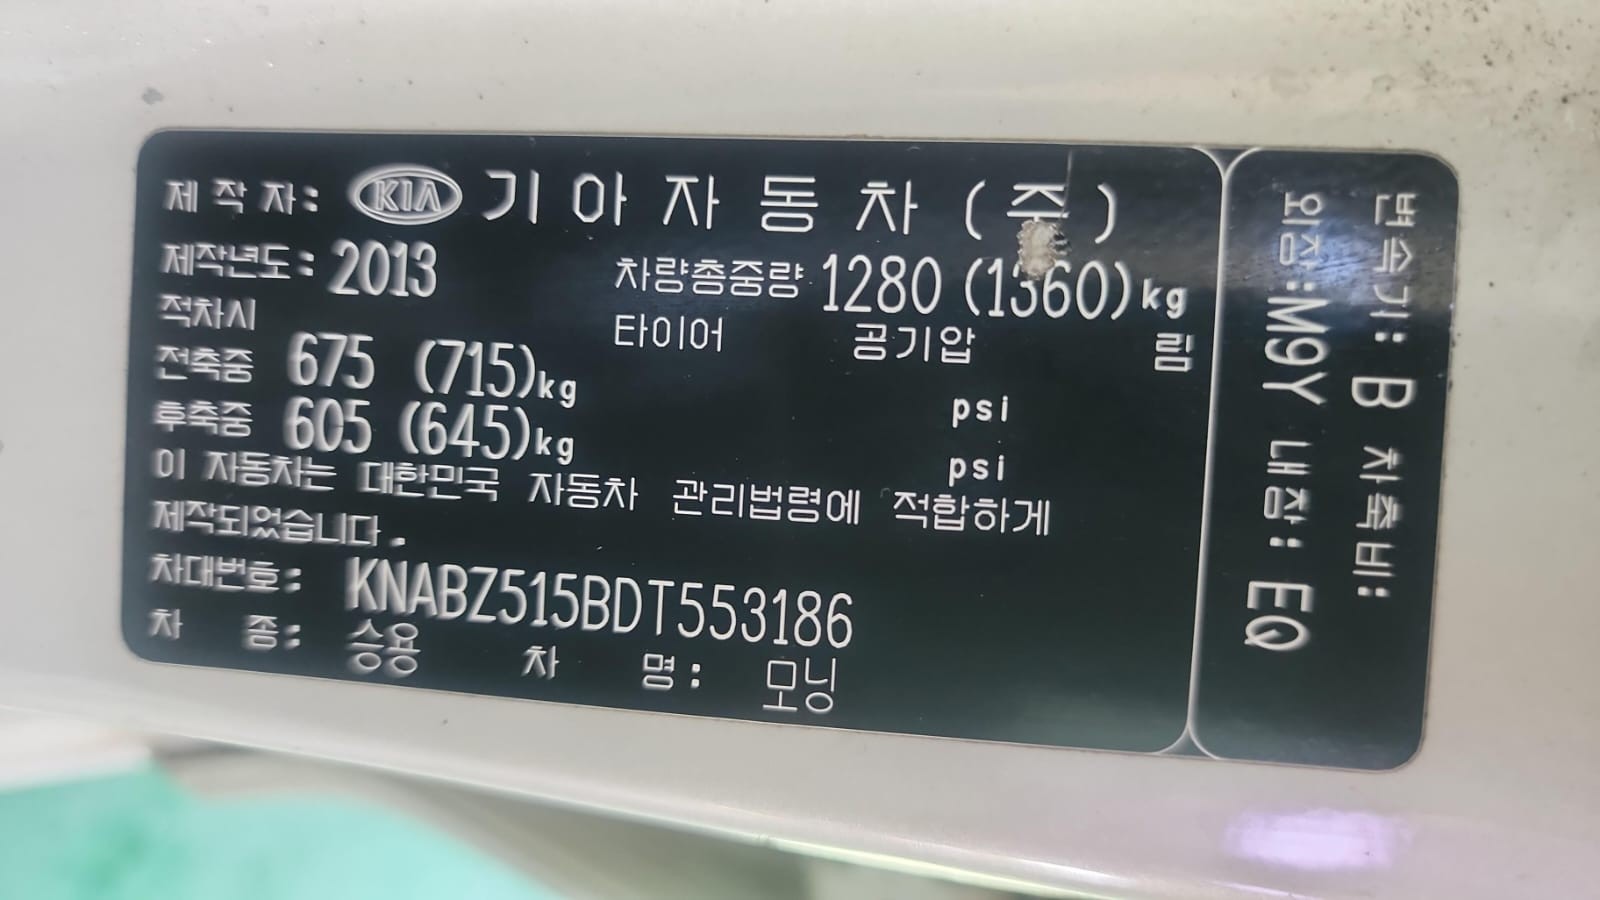 제 작 자: KIA 기 아 자 동 차 (주)
제작년도: 2013 차량총중량 1280 (1360)kg
적차시 타이어 공기압 림
전축중 675 (715)kg psi
후축중 605 (645)kg psi
이 자동차는 대한민국 자동차 관리법령에 적합하게
제작되었습니다.
차대번호: KNABZ515BDT553186
차 종: 승용 차 명: 모닝
변속기: B 차축비:
외장:M9Y 내장: EQ